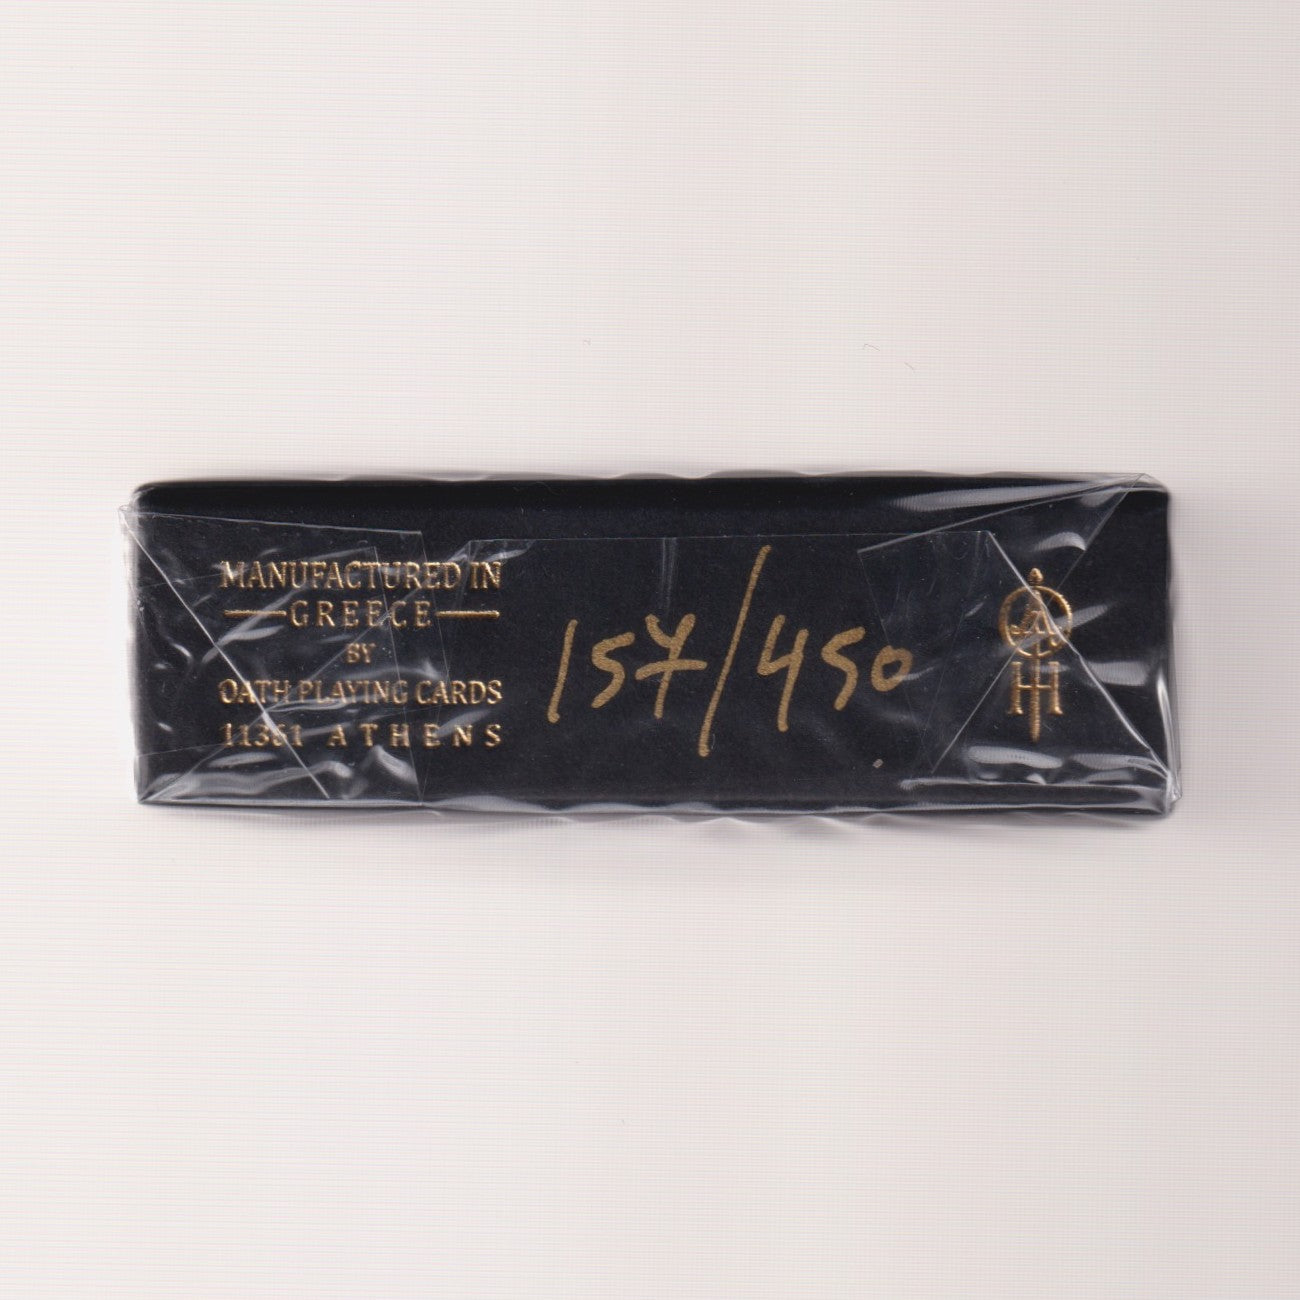 MANUFACTURED IN
GREECE
BY
OATH PLAYING CARDS
11361 ATHENS
157/450